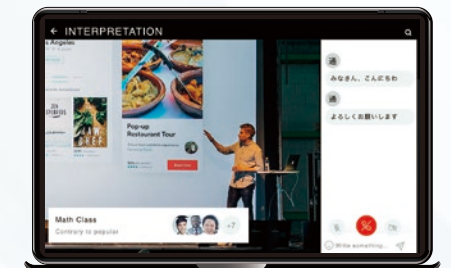 ← INTERPRETATION
s Angeles
Pop-up
Restaurant Tour
通
みなさん、こんにちわ
通
よろしくお願いします
Math Class
Contrary to popular
+7
Write something...